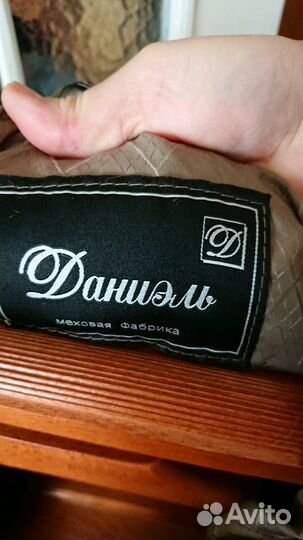 Д
Даниэль
меховая фабрика
Avito